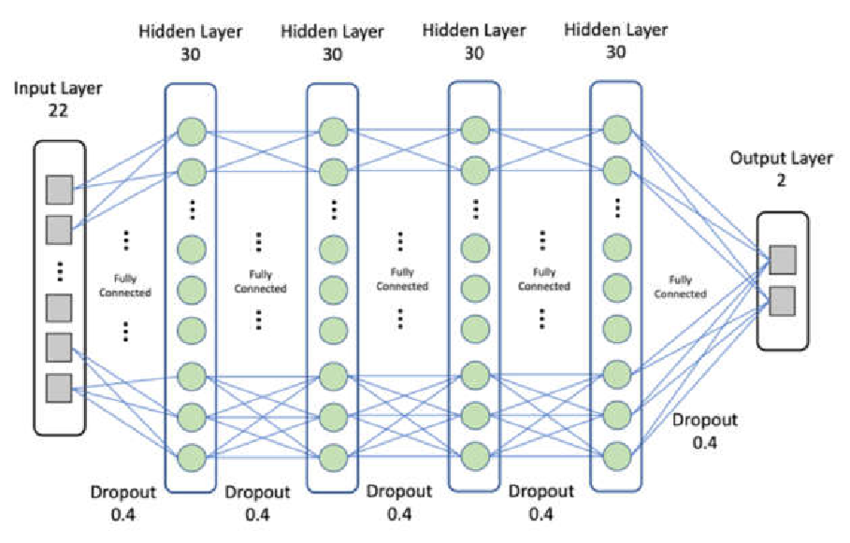 Hidden Layer
30
Hidden Layer
30
Hidden Layer
30
Hidden Layer
30
Input Layer
22
Output Layer
2
Fully
Connected
Fully
Connected
Fully
Connected
Fully
Connected
Fully
Connected
Dropout
0.4
Dropout
0.4
Dropout
0.4
Dropout
0.4
Dropout
0.4